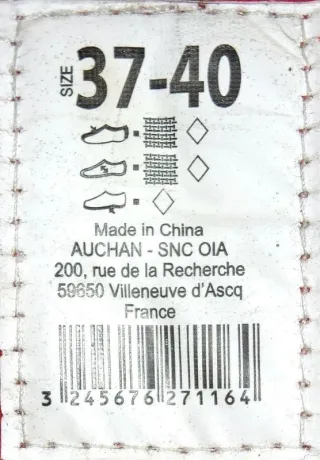 SIZE 37-40
Made in China
AUCHAN - SNC OIA
200, rue de la Recherche
59650 Villeneuve d'Ascq
France
3 245676 271164